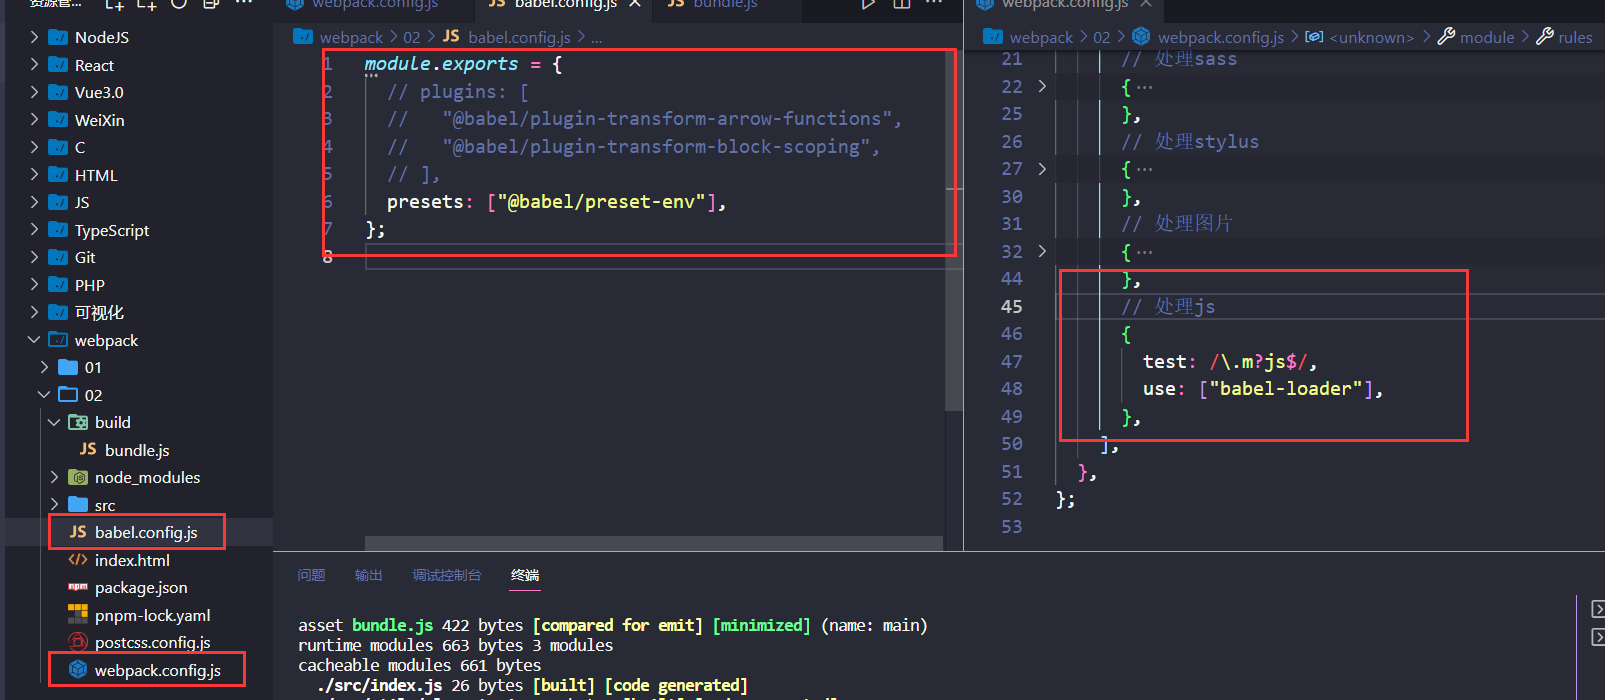 资源管...
NodeJS
React
Vue3.0
WeiXin
C
HTML
JS
TypeScript
Git
PHP
可视化
webpack
01
02
build
JS bundle.js
node_modules
src
JS babel.config.js
index.html
npm package.json
pnpm-lock.yaml
postcss.config.js
webpack.config.js
webpack.config.js JS babel.config.js × JS bundle.js
webpack > 02 > JS babel.config.js > ...
1 module.exports = {
2 // plugins: [
3 //   "@babel/plugin-transform-arrow-functions",
4 //   "@babel/plugin-transform-block-scoping",
5 // ],
6 presets: ["@babel/preset-env"],
7 };
8
webpack.config.js ×
webpack > 02 > webpack.config.js > <unknown> > module > rules
21 // 处理sass
22 > { ...
25 },
26 // 处理stylus
27 > { ...
30 },
31 // 处理图片
32 > { ...
44 },
45 // 处理js
46 {
47 test: /\.m?js$/,
48 use: ["babel-loader"],
49 },
50 ],
51 },
52 };
53
问题 输出 调试控制台 终端
asset bundle.js 422 bytes [compared for emit] [minimized] (name: main)
runtime modules 663 bytes 3 modules
cacheable modules 661 bytes
./src/index.js 26 bytes [built] [code generated]